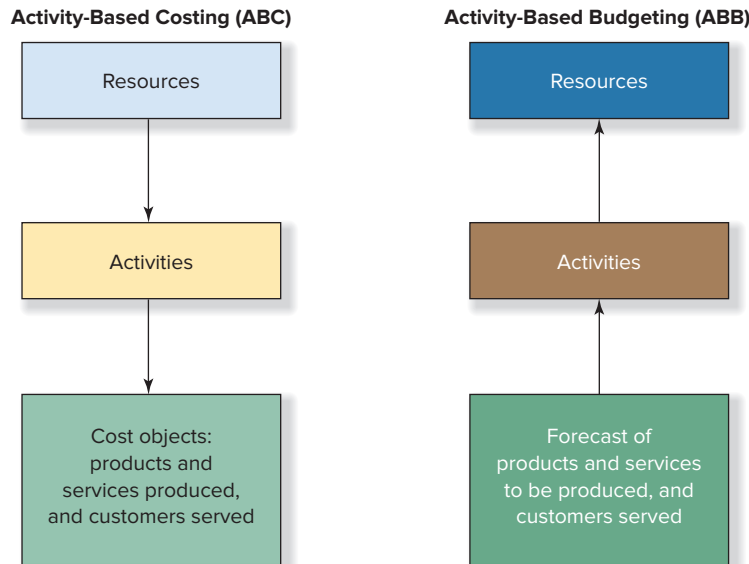 Activity-Based Costing (ABC)
Resources
Activities
Cost objects:
products and
services produced,
and customers served
Activity-Based Budgeting (ABB)
Resources
Activities
Forecast of
products and services
to be produced, and
customers served